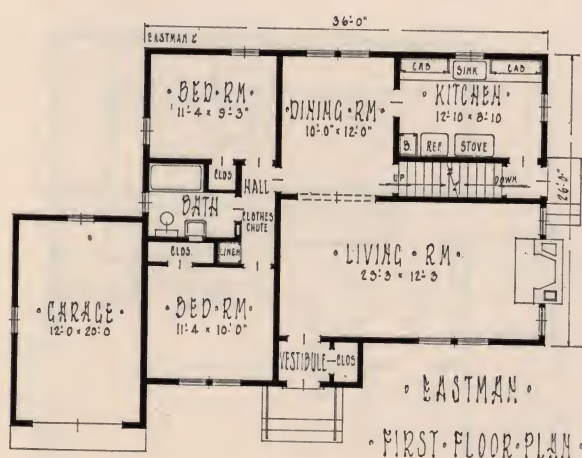 36'-0"
EASTMAN 2
CAB
SINK
CAB
• BED • RM •
11'-4 × 9'-3"
• DINING • RM •
10'-0" × 12'-0"
• KITCHEN •
12'-10 × 8'-10
B.
REF.
STOVE
CLOS.
HALL
UP
DOWN
26'-0"
BATH
CLOTHES
CHUTE
CLOS.
LINEN
• LIVING • RM •
23'-3 × 12'-3
• GARAGE •
12'-0 × 20'-0
• BED • RM •
11'-4 × 10'-0"
VESTIBULE
CLOS
• EASTMAN •
• FIRST • FLOOR • PLAN •